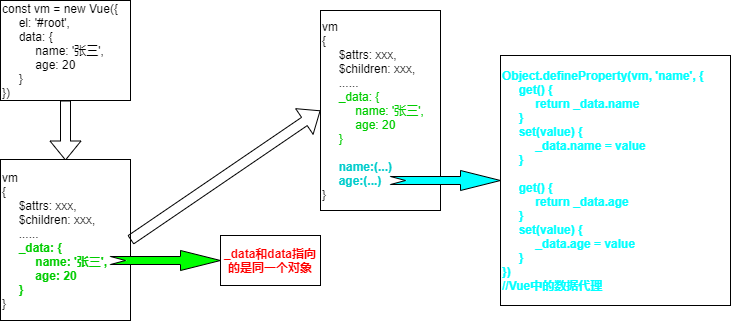 const vm = new Vue({
el: '#root',
data: {
name: '张三',
age: 20
}
})
vm
{
$attrs: xxx,
$children: xxx,
......
_data: {
name: '张三',
age: 20
}
}
_data和data指向
的是同一个对象
vm
{
$attrs: xxx,
$children: xxx,
......
_data: {
name: '张三',
age: 20
}
name:(...)
age:(...)
}
Object.defineProperty(vm, 'name', {
get() {
return _data.name
}
set(value) {
_data.name = value
}
get() {
return _data.age
}
set(value) {
_data.age = value
}
})
//Vue中的数据代理